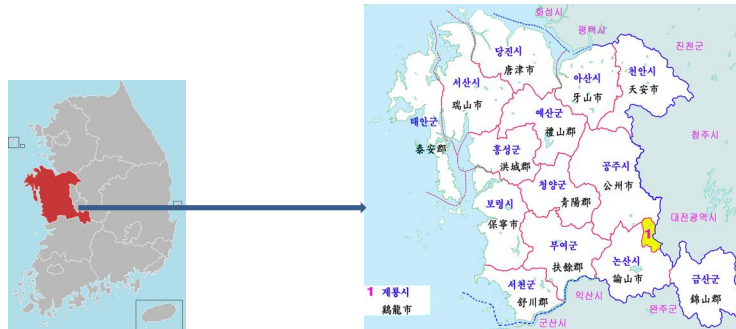 화성시
평택시
진천군
당진시
唐津市
아산시
牙山市
천안시
天安市
서산시
瑞山市
예산군
禮山郡
태안군
泰安郡
청주시
홍성군
洪城郡
공주시
公州市
청양군
青陽郡
보령시
保寧市
대전광역시
1
부여군
扶餘郡
논산시
論山市
금산군
錦山郡
서천군
舒川郡
익산시
완주군
군산시
1 계룡시
鷄龍市